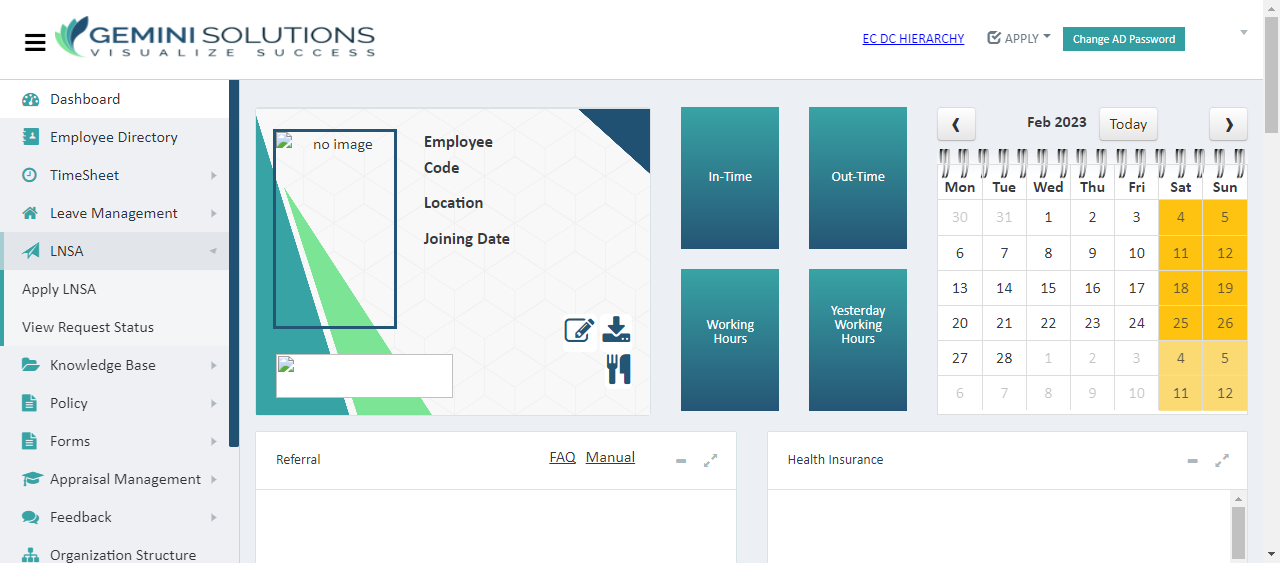 GEMINI SOLUTIONS
VISUALIZE SUCCESS
EC DC HIERARCHY
APPLY
Change AD Password
Dashboard
Employee Directory
TimeSheet
Leave Management
LNSA
Apply LNSA
View Request Status
Knowledge Base
Policy
Forms
Appraisal Management
Feedback
Organization Structure
no image
Employee
Code
Location
Joining Date
In-Time
Out-Time
Working
Hours
Yesterday
Working
Hours
Feb 2023
Today
Mon Tue Wed Thu Fri Sat Sun
30 31 1 2 3 4 5
6 7 8 9 10 11 12
13 14 15 16 17 18 19
20 21 22 23 24 25 26
27 28 1 2 3 4 5
6 7 8 9 10 11 12
Referral
FAQ Manual
Health Insurance